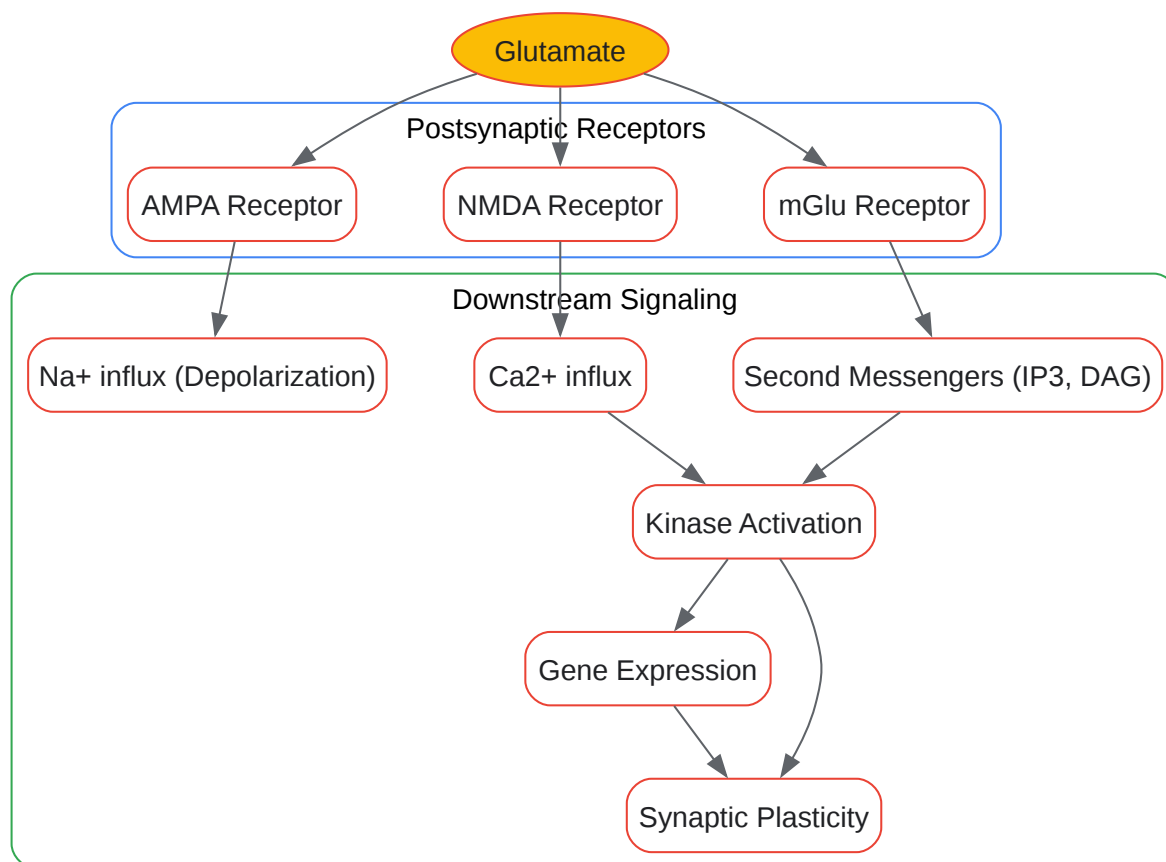 Glutamate
Postsynaptic Receptors
AMPA Receptor
NMDA Receptor
mGlu Receptor
Downstream Signaling
Na+ influx (Depolarization)
Ca2+ influx
Second Messengers (IP3, DAG)
Kinase Activation
Gene Expression
Synaptic Plasticity